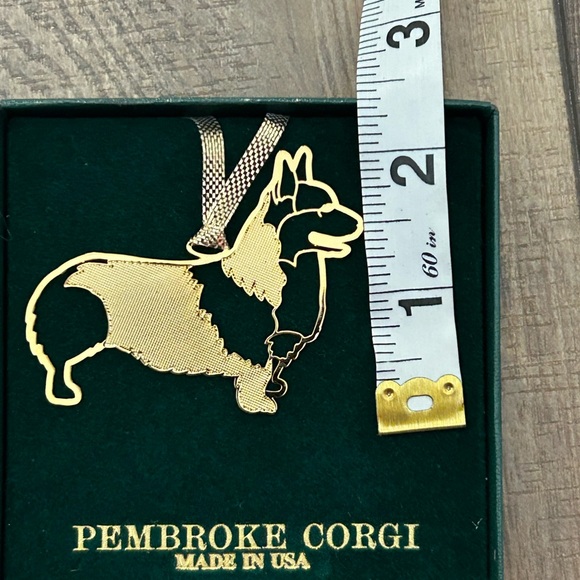 3
M
2
60 in
1
PEMBROKE CORGI
MADE IN USA